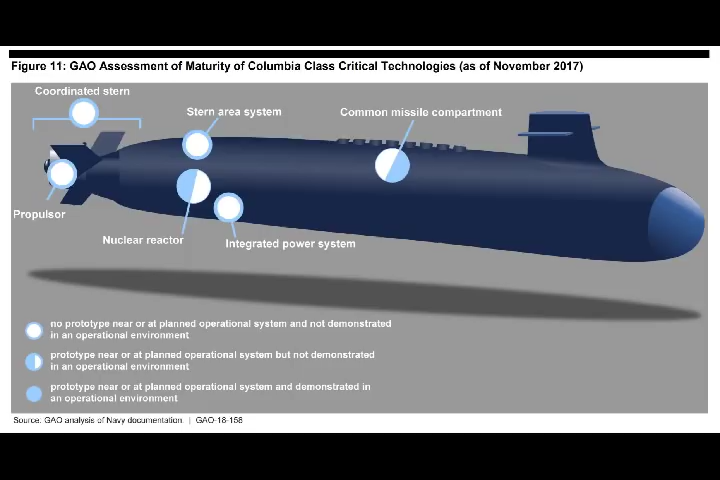 Figure 11: GAO Assessment of Maturity of Columbia Class Critical Technologies (as of November 2017)
Coordinated stern
Stern area system
Common missile compartment
Propulsor
Nuclear reactor
Integrated power system
no prototype near or at planned operational system and not demonstrated
in an operational environment
prototype near or at planned operational system but not demonstrated
in an operational environment
prototype near or at planned operational system and demonstrated in
an operational environment
Source: GAO analysis of Navy documentation. | GAO-18-158